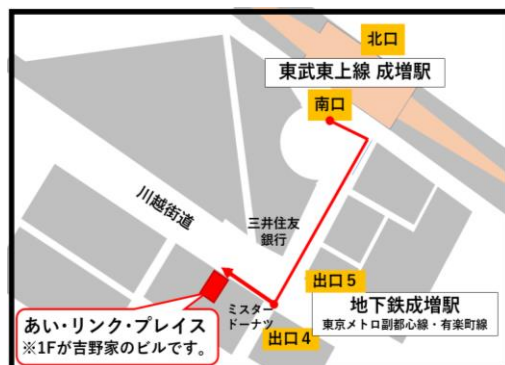 北口
東武東上線 成増駅
南口
川越街道
三井住友
銀行
出口5
地下鉄成増駅
東京メトロ副都心線・有楽町線
ミスター
ドーナツ
出口4
あい・リンク・プレイス
※1Fが吉野家のビルです。